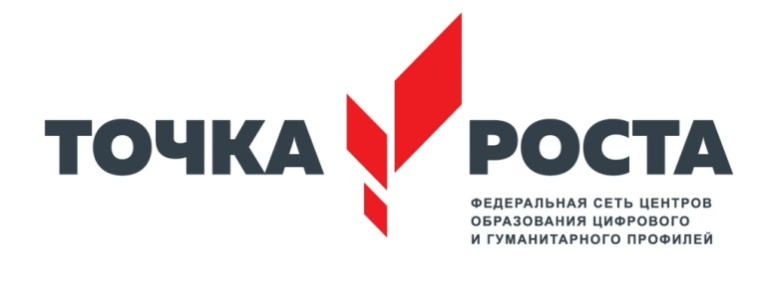 ТОЧКА РОСТА
ФЕДЕРАЛЬНАЯ СЕТЬ ЦЕНТРОВ
ОБРАЗОВАНИЯ ЦИФРОВОГО
И ГУМАНИТАРНОГО ПРОФИЛЕЙ